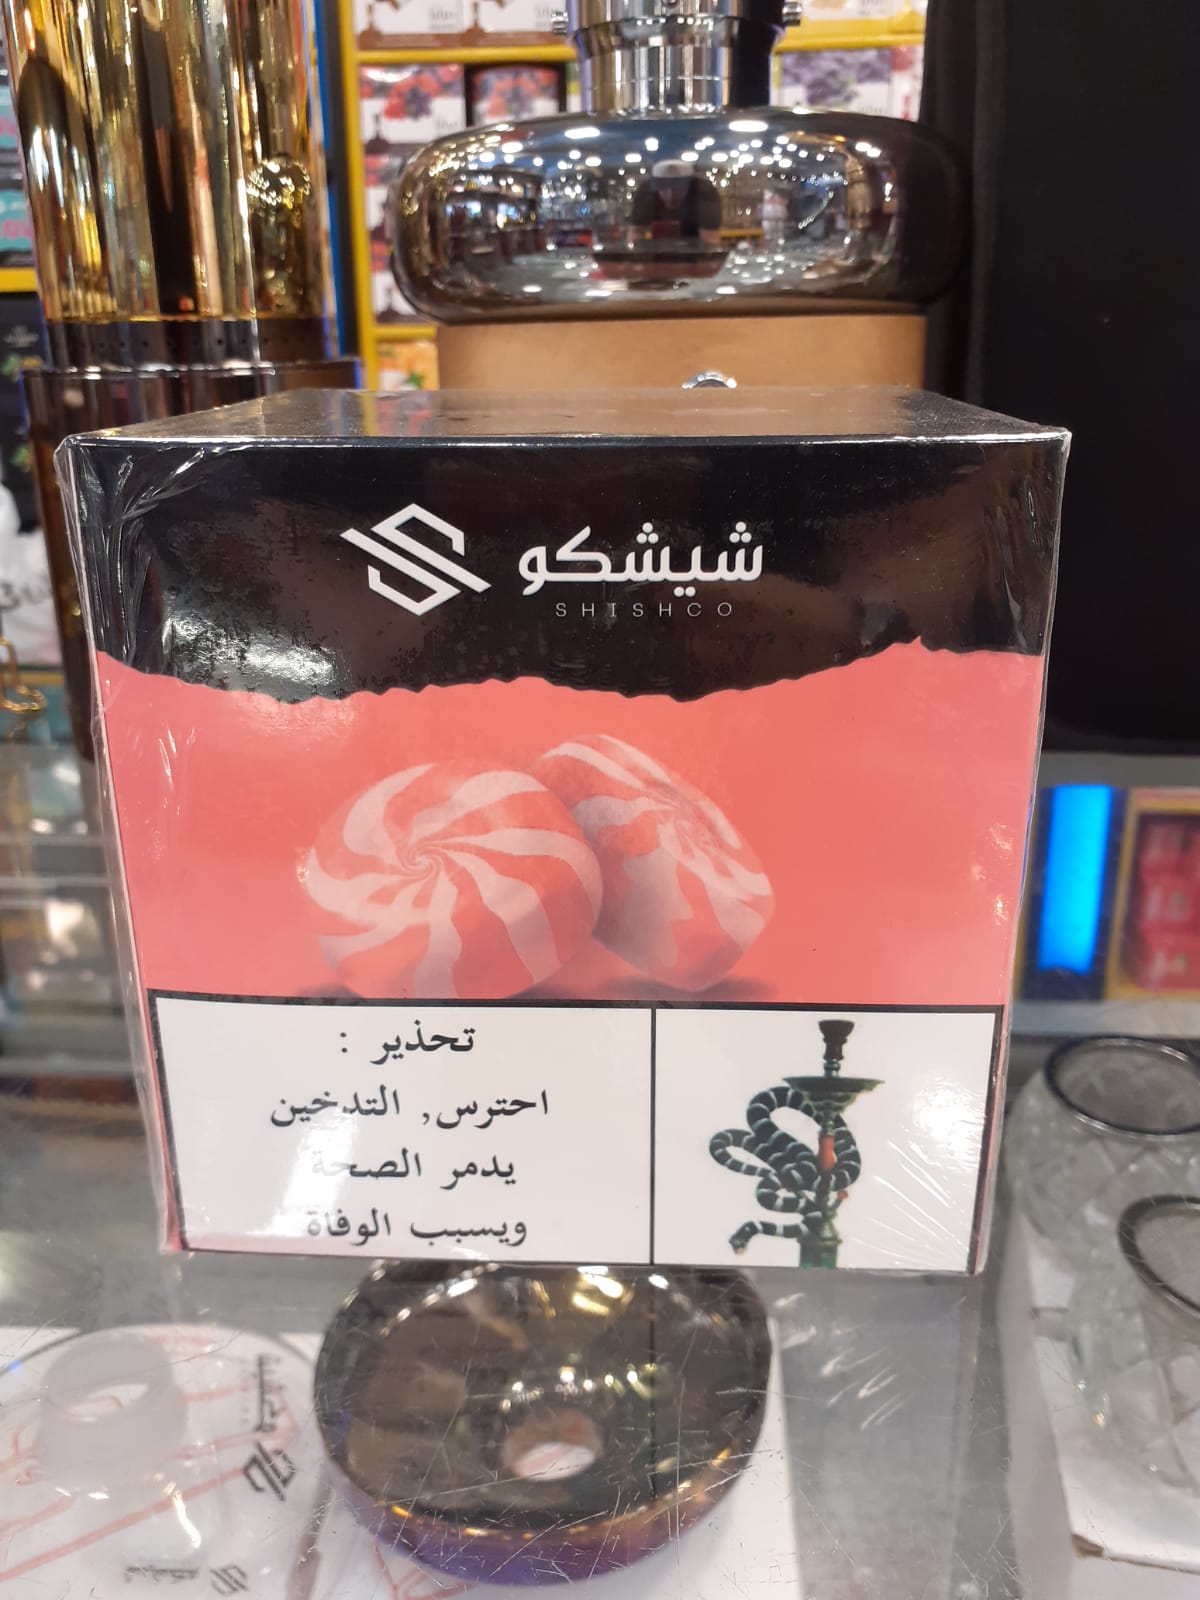 شيشكو
SHISHCO
تحذير :
احترس, التدخين
يدمر الصحة
ويسبب الوفاة